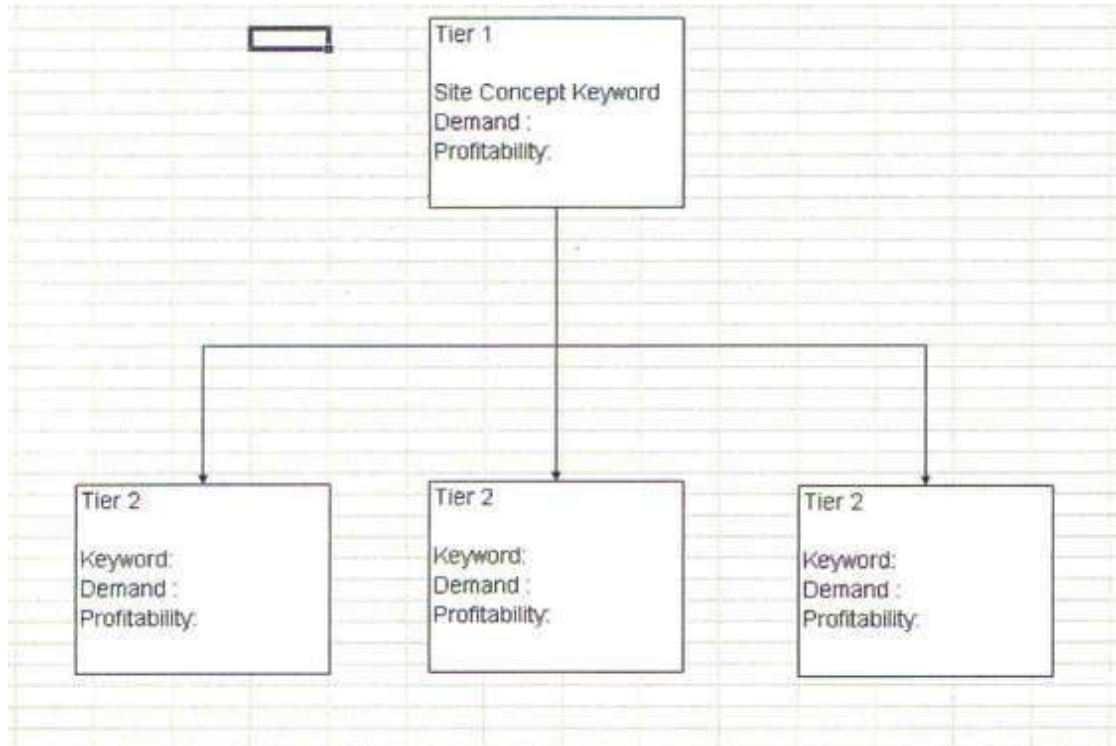 Tier 1
Site Concept Keyword
Demand :
Profitability:
Tier 2
Keyword:
Demand :
Profitability:
Tier 2
Keyword:
Demand :
Profitability:
Tier 2
Keyword:
Demand :
Profitability: